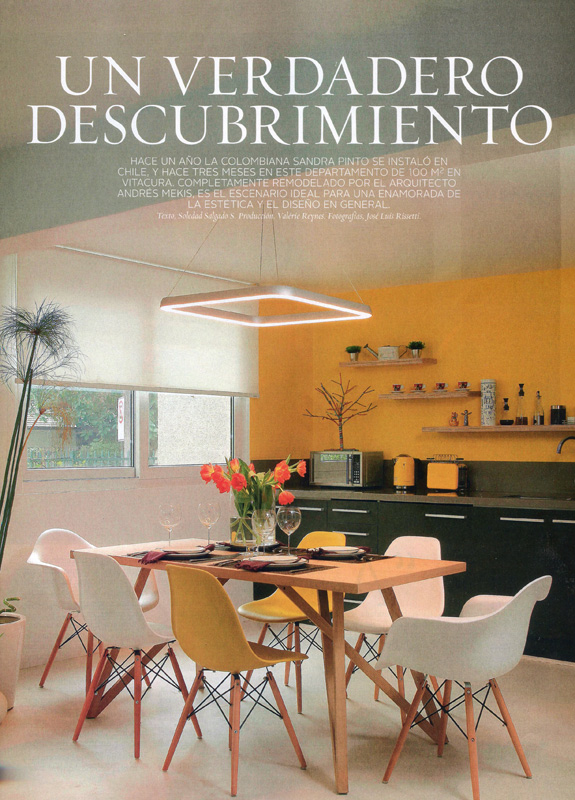 UN VERDADERO
DESCUBRIMIENTO
HACE UN AÑO LA COLOMBIANA SANDRA PINTO SE INSTALÓ EN
CHILE, Y HACE TRES MESES EN ESTE DEPARTAMENTO DE 100 M² EN
VITACURA. COMPLETAMENTE REMODELADO POR EL ARQUITECTO
ANDRÉS MEKIS, ES EL ESCENARIO IDEAL PARA UNA ENAMORADA DE
LA ESTÉTICA Y EL DISEÑO EN GENERAL.
Texto, Soledad Salgado S. Producción, Valérie Reynes. Fotografías, José Luis Rissetti